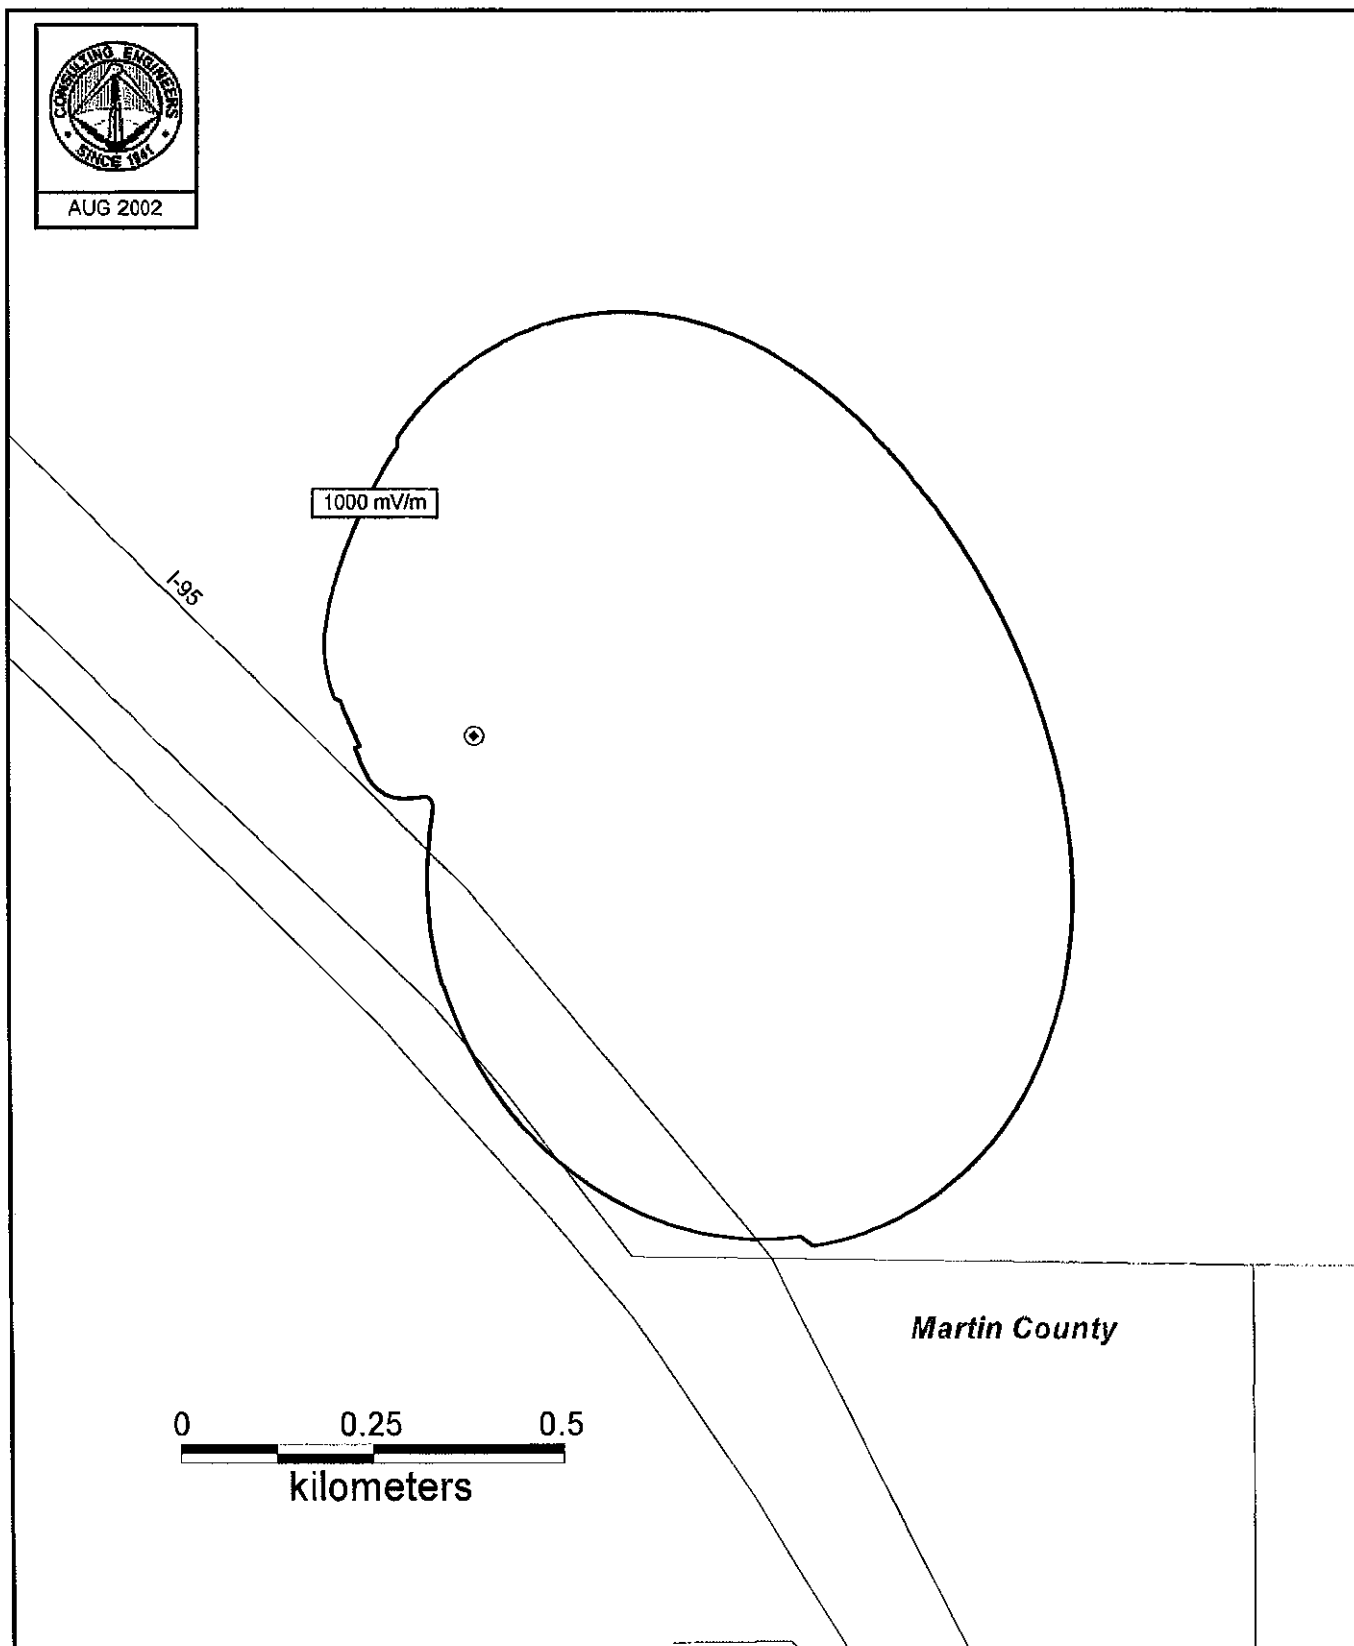 CONSULTING ENGINEERS
SINCE 1941
AUG 2002
1000 mV/m
I-95
Martin County
0 0.25 0.5
kilometers